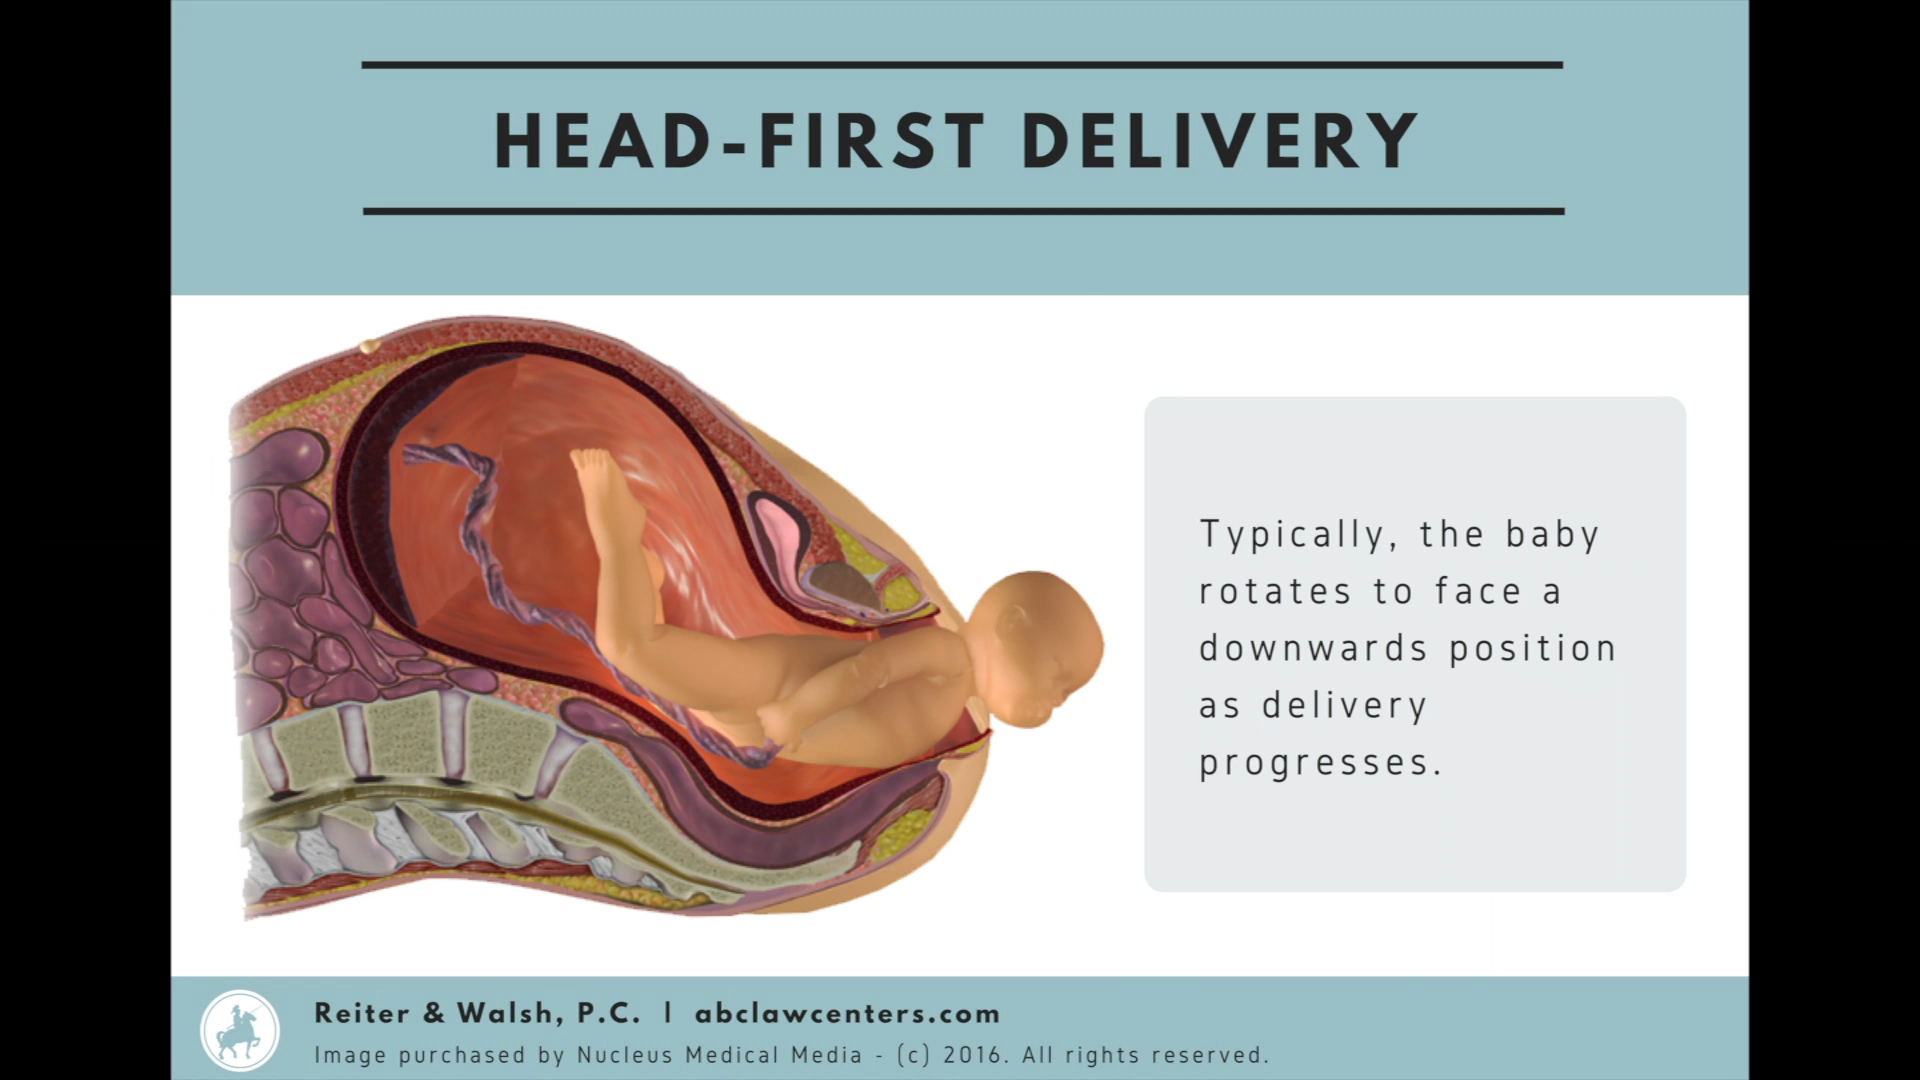 HEAD-FIRST DELIVERY
Typically, the baby
rotates to face a
downwards position
as delivery
progresses.
Reiter & Walsh, P.C. | abclawcenters.com
Image purchased by Nucleus Medical Media - (c) 2016. All rights reserved.